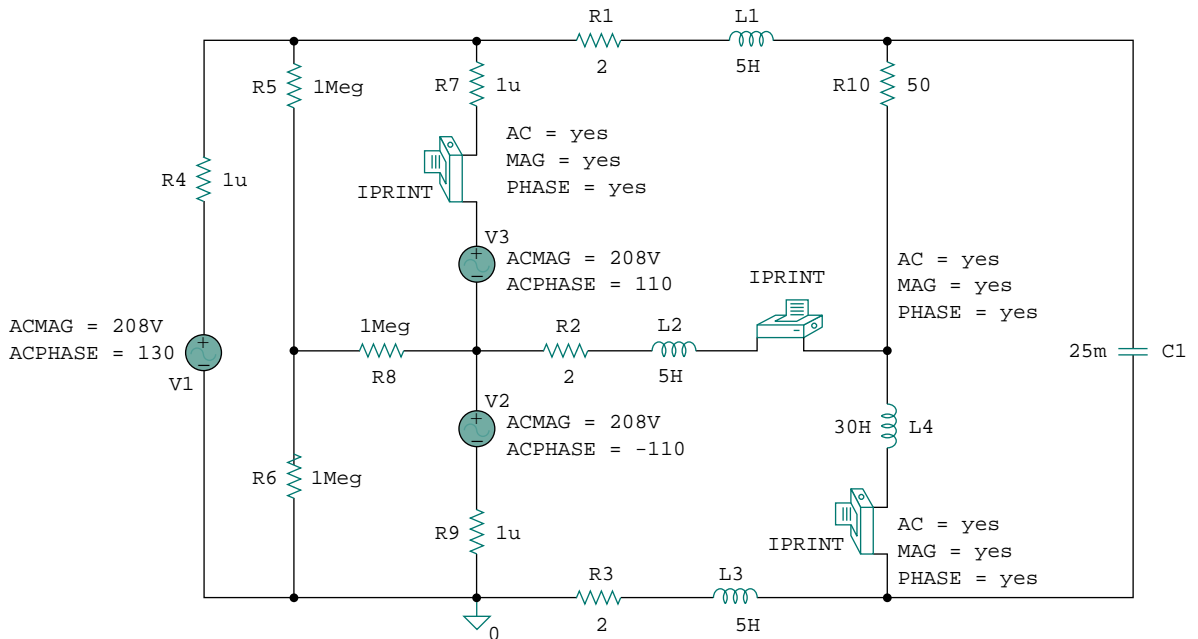 R1
L1
2
5H
R5
1Meg
R7
1u
R10
50
AC = yes
MAG = yes
PHASE = yes
R4
1u
IPRINT
V3
ACMAG = 208V
ACPHASE = 110
IPRINT
AC = yes
MAG = yes
PHASE = yes
ACMAG = 208V
ACPHASE = 130
V1
1Meg
R8
R2
2
L2
5H
25m
C1
V2
ACMAG = 208V
ACPHASE = -110
30H
L4
R6
1Meg
R9
1u
IPRINT
AC = yes
MAG = yes
PHASE = yes
R3
2
L3
5H
0